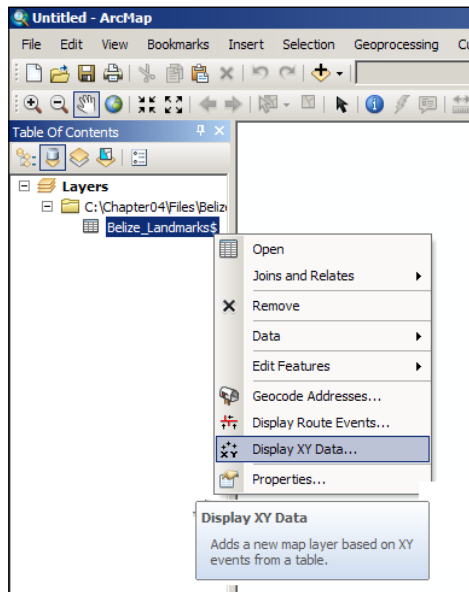 Untitled - ArcMap
File Edit View Bookmarks Insert Selection Geoprocessing Cu
Table Of Contents
Layers
C:\Chapter04\Files\Beliz
Belize_Landmarks$
Open
Joins and Relates
Remove
Data
Edit Features
Geocode Addresses...
Display Route Events...
XY Display XY Data...
Properties...
Display XY Data
Adds a new map layer based on XY
events from a table.